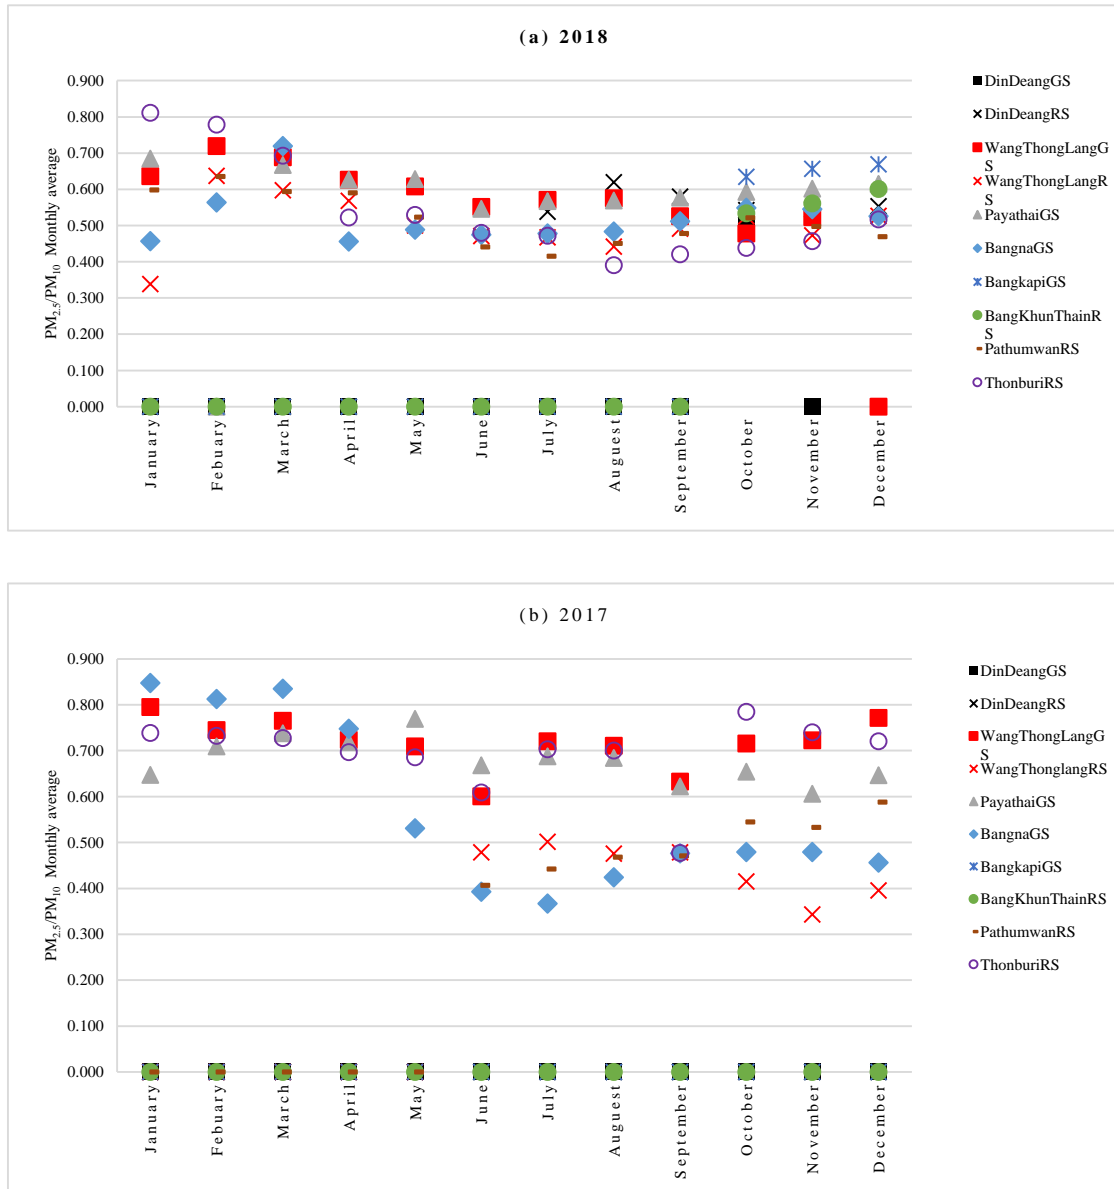 (a) 2018
PM2.5/PM10 Monthly average
0.900
0.800
0.700
0.600
0.500
0.400
0.300
0.200
0.100
0.000
January
Febuary
March
April
May
June
July
Auguest
September
October
November
December
DinDeangGS
DinDeangRS
WangThongLangG
S
WangThongLangR
S
PayathaiGS
BangnaGS
BangkapiGS
BangKhunThainR
S
PathumwanRS
ThonburiRS
(b) 2017
PM2.5/PM10 Monthly average
0.900
0.800
0.700
0.600
0.500
0.400
0.300
0.200
0.100
0.000
January
Febuary
March
April
May
June
July
Auguest
September
October
November
December
DinDeangGS
DinDeangRS
WangThongLangG
S
WangThonglangRS
PayathaiGS
BangnaGS
BangkapiGS
BangKhunThainRS
PathumwanRS
ThonburiRS